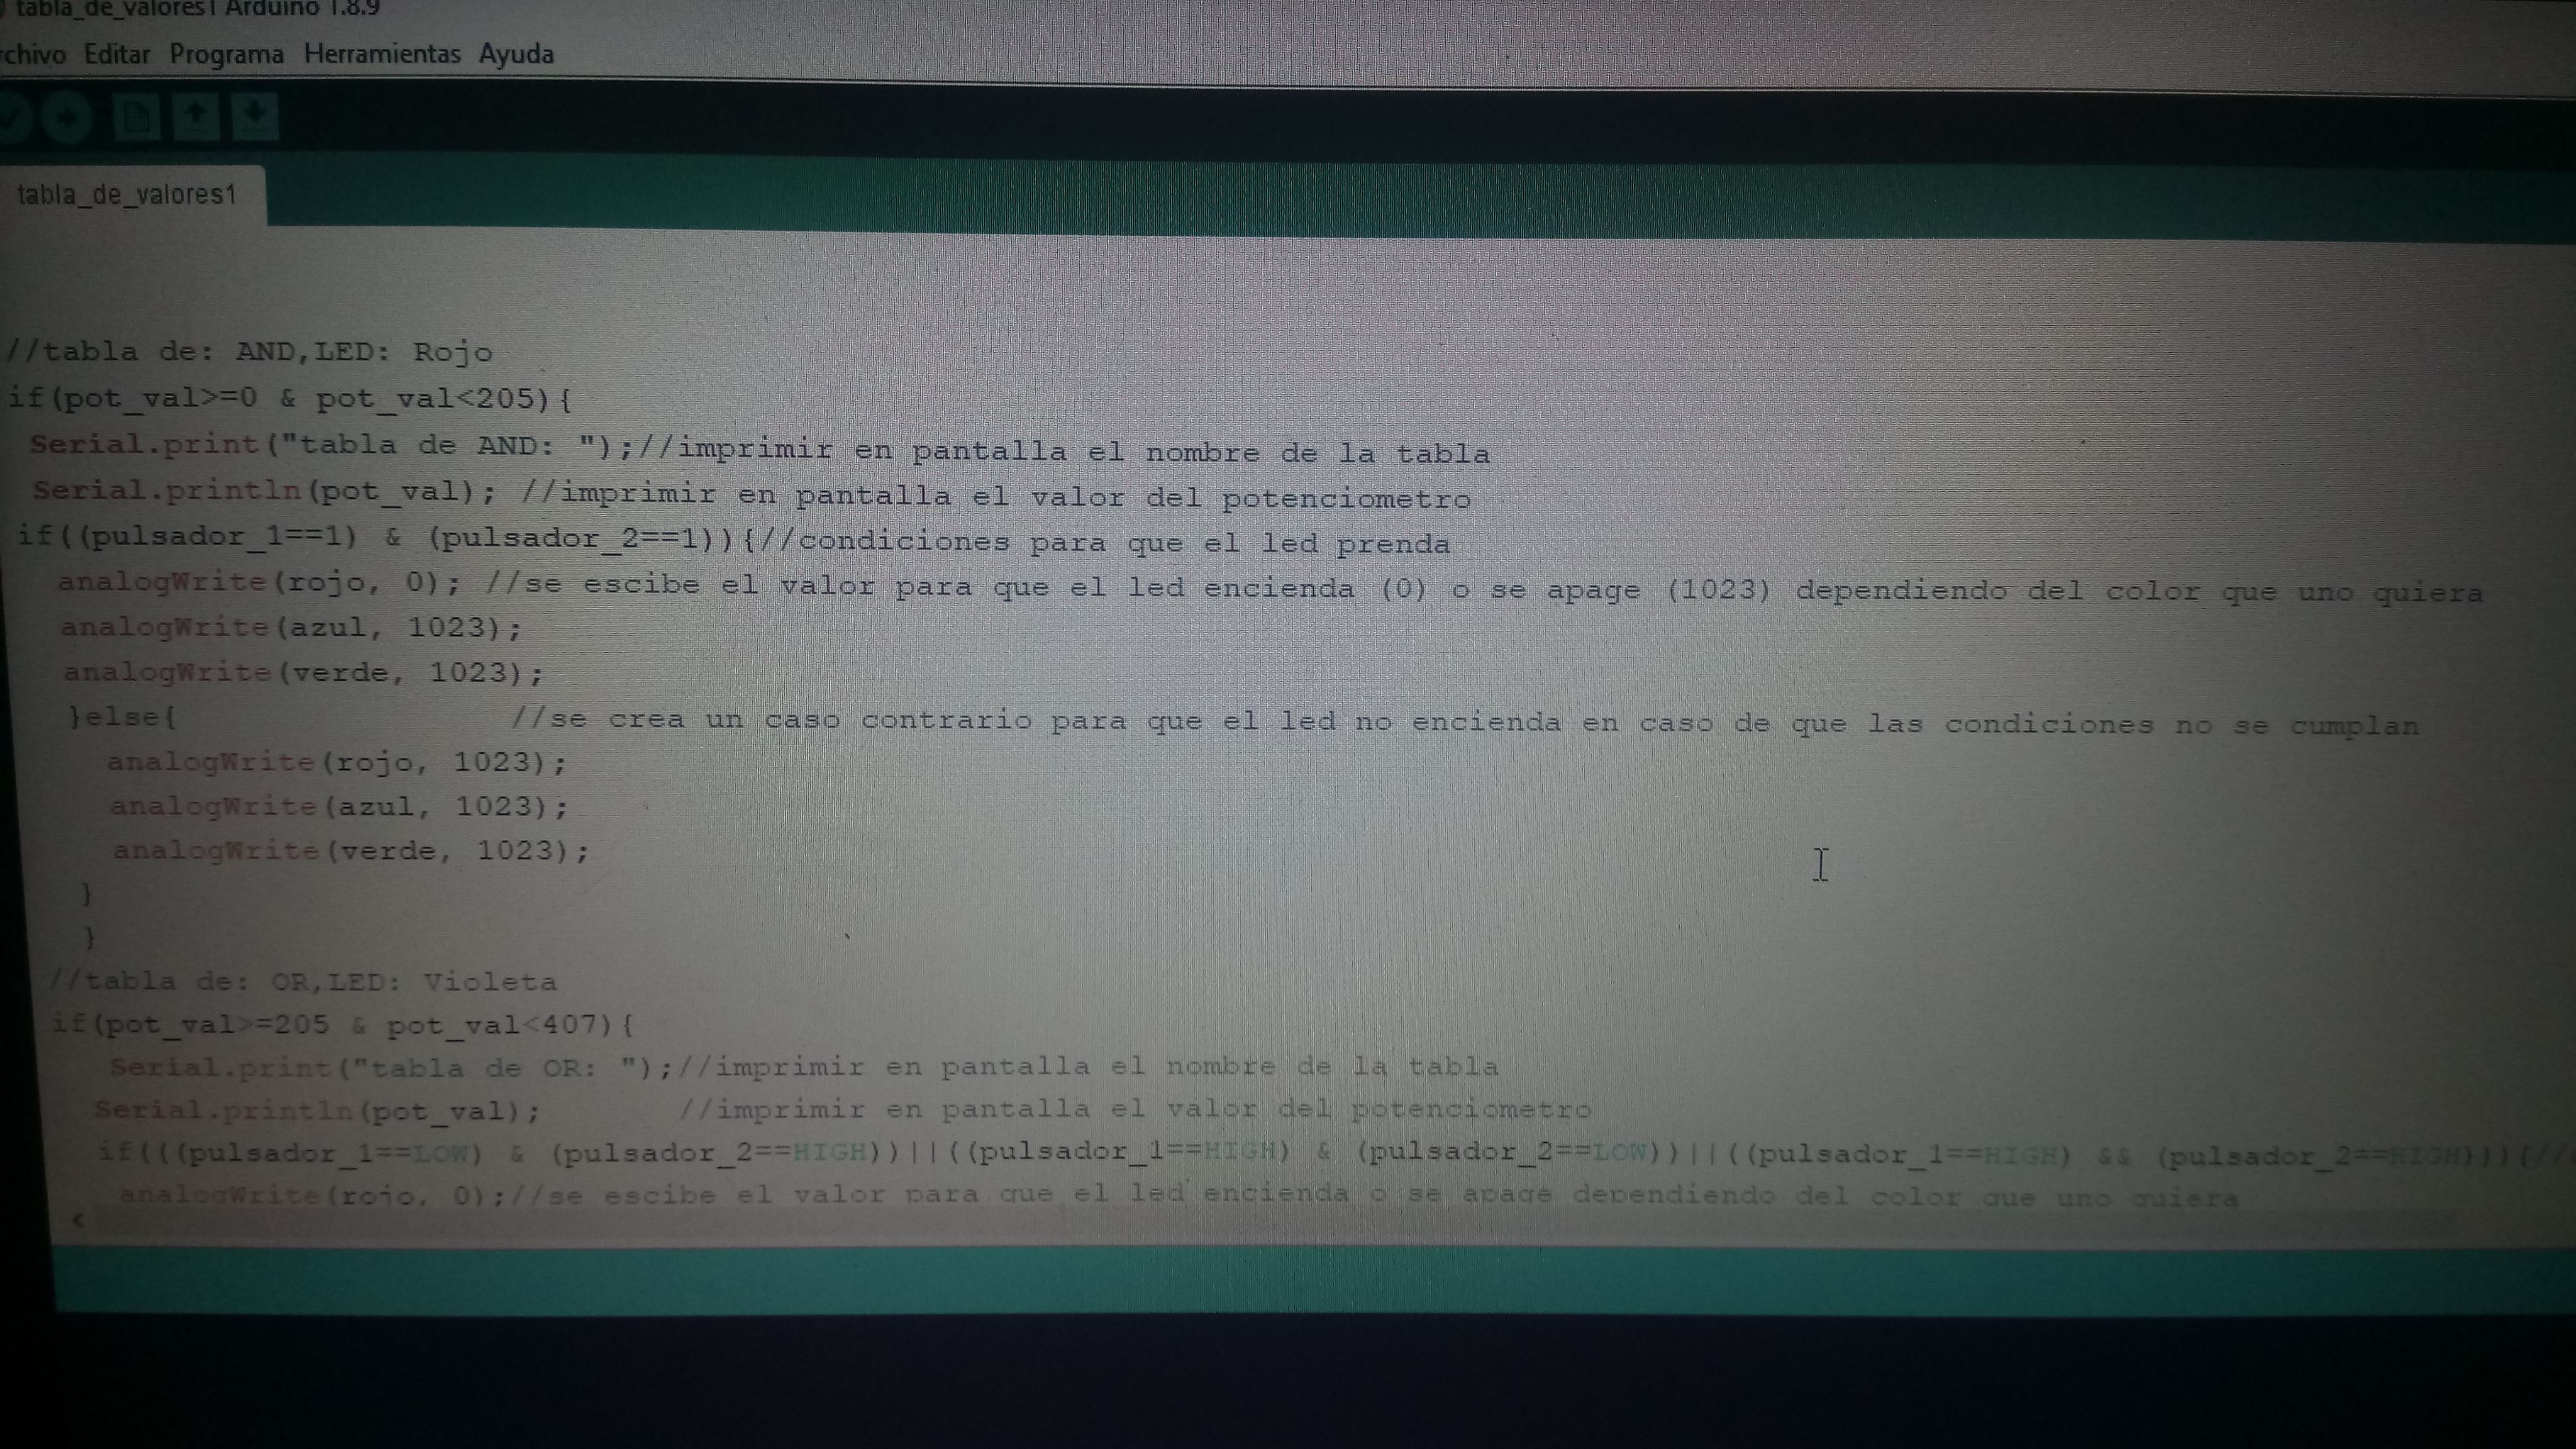 tabla_de_valores1 Arduino 1.8.9
rchivo Editar Programa Herramientas Ayuda
tabla_de_valores1
//tabla de: AND,LED: Rojo
if(pot_val>=0 & pot_val<205){
Serial.print("tabla de AND: ");//imprimir en pantalla el nombre de la tabla
Serial.println(pot_val); //imprimir en pantalla el valor del potenciometro
if((pulsador_1==1) & (pulsador_2==1)){//condiciones para que el led prenda
analogWrite(rojo, 0); //se escibe el valor para que el led encienda (0) o se apage (1023) dependiendo del color que uno quiera
analogWrite(azul, 1023);
analogWrite(verde, 1023);
}else{ //se crea un caso contrario para que el led no encienda en caso de que las condiciones no se cumplan
analogWrite(rojo, 1023);
analogWrite(azul, 1023);
analogWrite(verde, 1023);
}
}
//tabla de: OR,LED: Violeta
if(pot_val>=205 & pot_val<407){
Serial.print("tabla de OR: ");//imprimir en pantalla el nombre de la tabla
Serial.println(pot_val); //imprimir en pantalla el valor del potenciometro
if(((pulsador_1==LOW) & (pulsador_2==HIGH))||((pulsador_1==HIGH) & (pulsador_2==LOW))||((pulsador_1==HIGH) && (pulsador_2==HIGH))){//
analogWrite(rojo, 0);//se escibe el valor para que el led encienda o se apage dependiendo del color que uno quiera